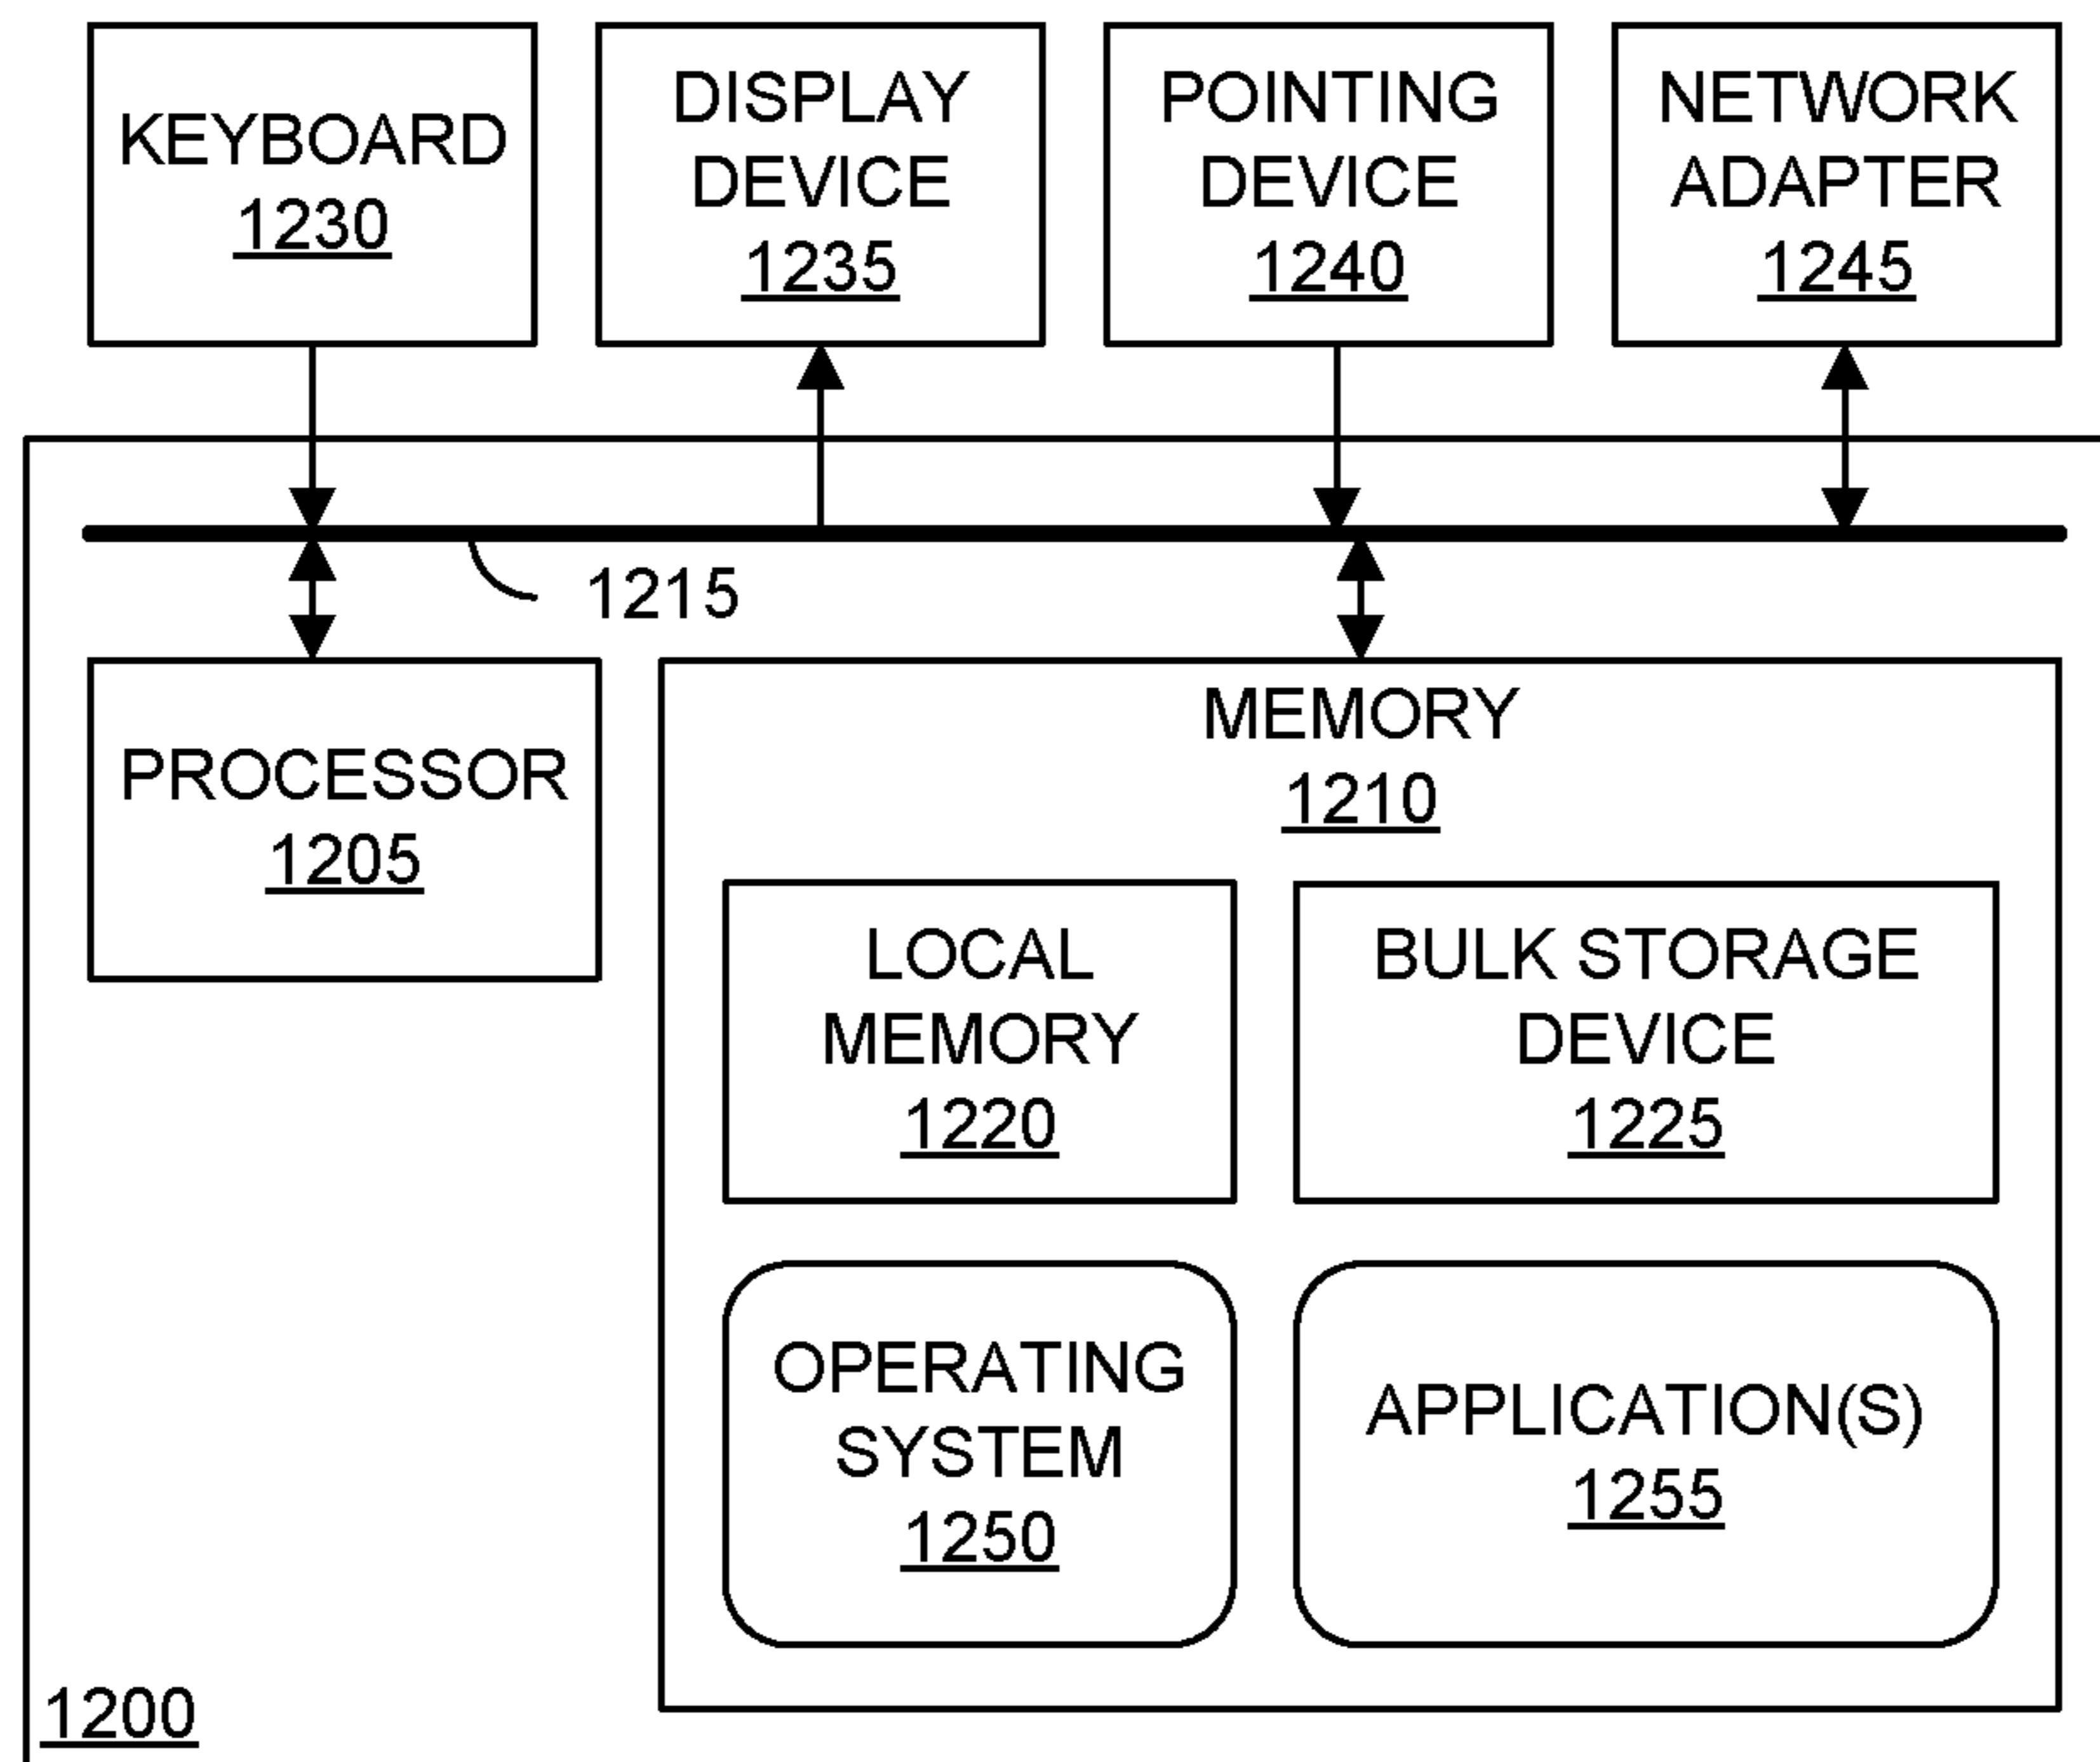 KEYBOARD
1230
DISPLAY
DEVICE
1235
POINTING
DEVICE
1240
NETWORK
ADAPTER
1245
1215
PROCESSOR
1205
MEMORY
1210
LOCAL
MEMORY
1220
BULK STORAGE
DEVICE
1225
OPERATING
SYSTEM
1250
APPLICATION(S)
1255
1200